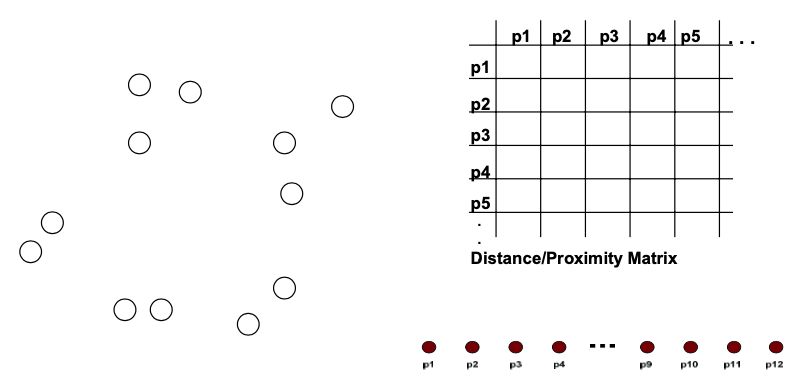 p1 p2 p3 p4 p5 . . .
p1
p2
p3
p4
p5
.
.
Distance/Proximity Matrix
...
p1 p2 p3 p4 p9 p10 p11 p12